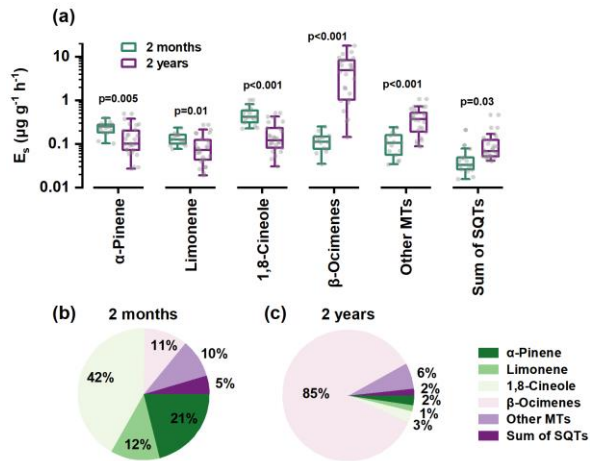 (a)
2 months
2 years
Eₛ (µg g⁻¹ h⁻¹)
10
1
0.1
0.01
p=0.005
p=0.01
p<0.001
p<0.001
p<0.001
p=0.03
α-Pinene
Limonene
1,8-Cineole
β-Ocimenes
Other MTs
Sum of SQTs
(b) 2 months
11%
10%
5%
21%
12%
42%
(c) 2 years
85%
6%
2%
2%
1%
3%
α-Pinene
Limonene
1,8-Cineole
β-Ocimenes
Other MTs
Sum of SQTs